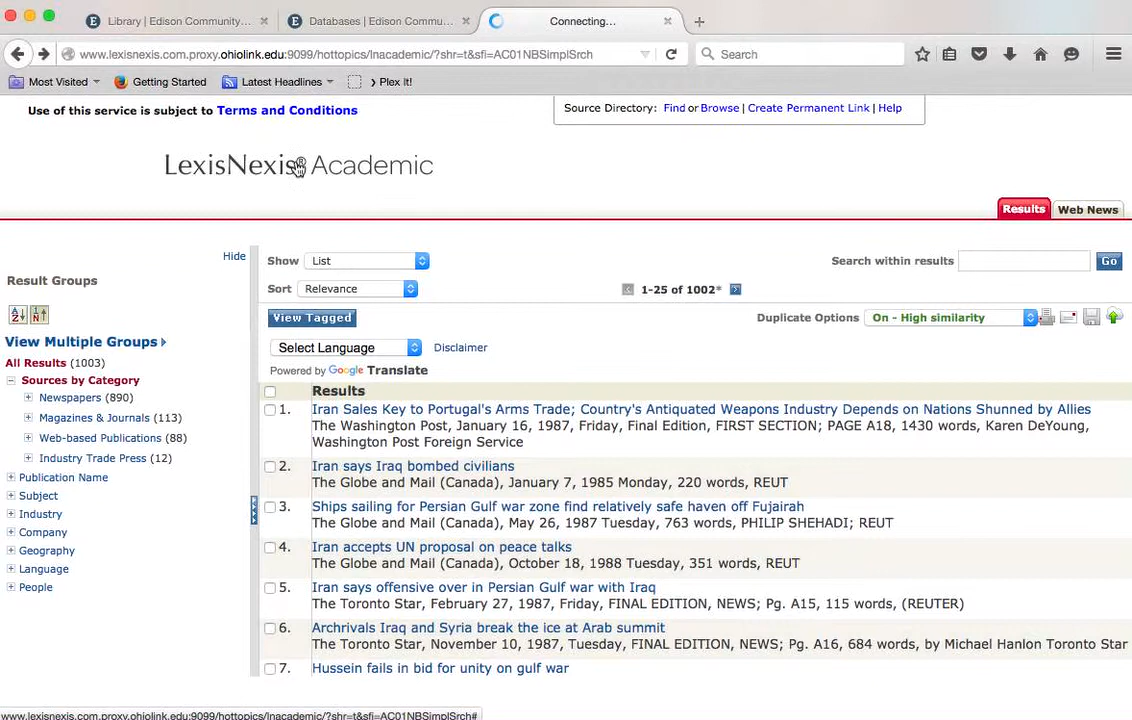 Library | Edison Community...
Databases | Edison Commu...
Connecting...
www.lexisnexis.com.proxy.ohiolink.edu:9099/hottopics/lnacademic/?shr=t&sfi=AC01NBSimplSrch
Search
Most Visited
Getting Started
Latest Headlines
> Plex It!
Use of this service is subject to Terms and Conditions
Source Directory: Find or Browse | Create Permanent Link | Help
LexisNexis® Academic
Results
Web News
Hide
Show
List
Search within results
Go
Result Groups
Sort
Relevance
1-25 of 1002*
View Tagged
Duplicate Options
On - High similarity
View Multiple Groups
Select Language
Disclaimer
Powered by Google Translate
All Results (1003)
Sources by Category
Newspapers (890)
Magazines & Journals (113)
Web-based Publications (88)
Industry Trade Press (12)
Publication Name
Subject
Industry
Company
Geography
Language
People
Results
1. Iran Sales Key to Portugal's Arms Trade; Country's Antiquated Weapons Industry Depends on Nations Shunned by Allies
The Washington Post, January 16, 1987, Friday, Final Edition, FIRST SECTION; PAGE A18, 1430 words, Karen DeYoung,
Washington Post Foreign Service
2. Iran says Iraq bombed civilians
The Globe and Mail (Canada), January 7, 1985 Monday, 220 words, REUT
3. Ships sailing for Persian Gulf war zone find relatively safe haven off Fujairah
The Globe and Mail (Canada), May 26, 1987 Tuesday, 763 words, PHILIP SHEHADI; REUT
4. Iran accepts UN proposal on peace talks
The Globe and Mail (Canada), October 18, 1988 Tuesday, 351 words, REUT
5. Iran says offensive over in Persian Gulf war with Iraq
The Toronto Star, February 27, 1987, Friday, FINAL EDITION, NEWS; Pg. A15, 115 words, (REUTER)
6. Archrivals Iraq and Syria break the ice at Arab summit
The Toronto Star, November 10, 1987, Tuesday, FINAL EDITION, NEWS; Pg. A16, 684 words, by Michael Hanlon Toronto Star
7. Hussein fails in bid for unity on gulf war
www.lexisnexis.com.proxy.ohiolink.edu:9099/hottopics/lnacademic/?shr=t&sfi=AC01NBSimplSrch#